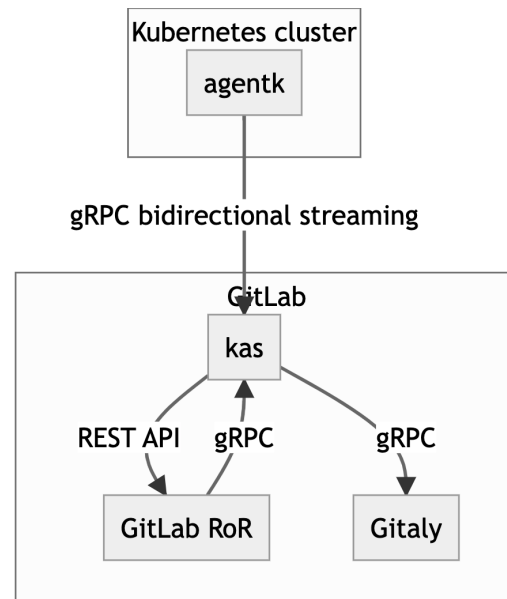 Kubernetes cluster
agentk
gRPC bidirectional streaming
GitLab
kas
REST API
gRPC
gRPC
GitLab RoR
Gitaly